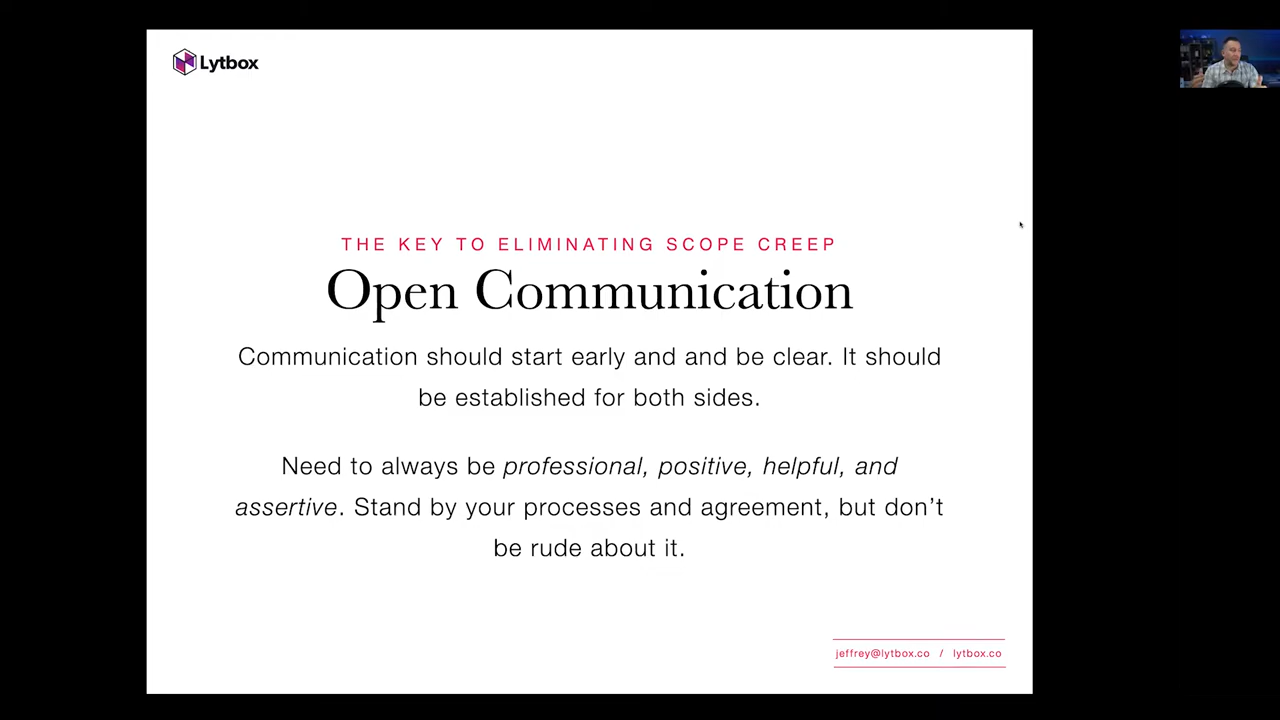 Lytbox
THE KEY TO ELIMINATING SCOPE CREEP
Open Communication
Communication should start early and and be clear. It should
be established for both sides.
Need to always be professional, positive, helpful, and
assertive. Stand by your processes and agreement, but don’t
be rude about it.
jeffrey@lytbox.co / lytbox.co